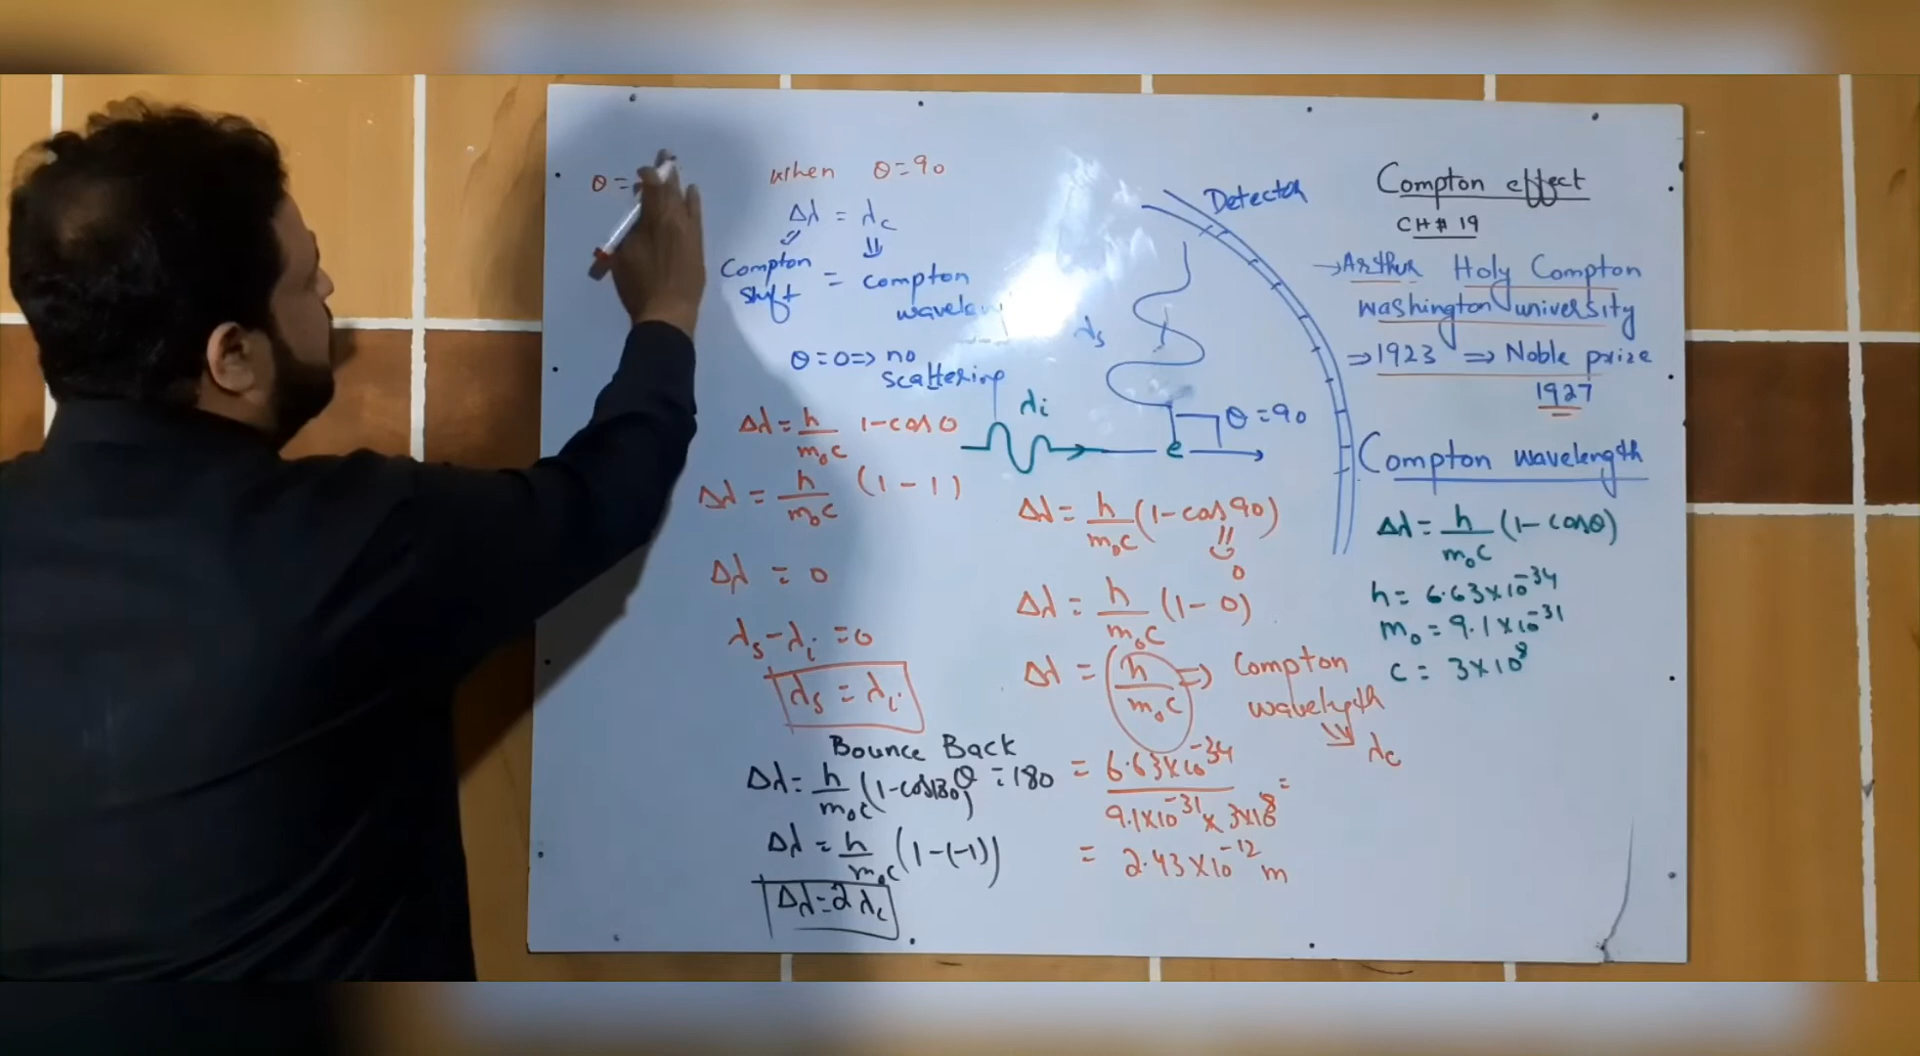 Compton effect
CH# 19
→ Arthur Holy Compton
washington university
⇒ 1923 ⇒ Noble prize
1927
Compton wavelength
Δλ = h/m₀c (1 - cosθ)
h = 6.63×10⁻³⁴
m₀ = 9.1×10⁻³¹
c = 3×10⁸
Detector
λs
λi
e
θ = 90
Δλ = h/m₀c (1 - cos 90)
0
Δλ = h/m₀c (1 - 0)
Δλ = h/m₀c ⇒ Compton
wavelength
λc
= 6.63×10⁻³⁴ / 9.1×10⁻³¹ × 3×10⁸ =
= 2.43×10⁻¹² m
θ =
when θ = 90
Δλ = λc
Compton shift = compton
θ = 0 ⇒ no
scattering
Δλ = h/m₀c 1 - cos 0
Δλ = h/m₀c (1 - 1)
Δλ = 0
λs - λi = 0
λs = λi
Bounce Back
θ = 180
Δλ = h/m₀c (1 - cos180)
Δλ = h/m₀c (1 - (-1))
Δλ = 2λc